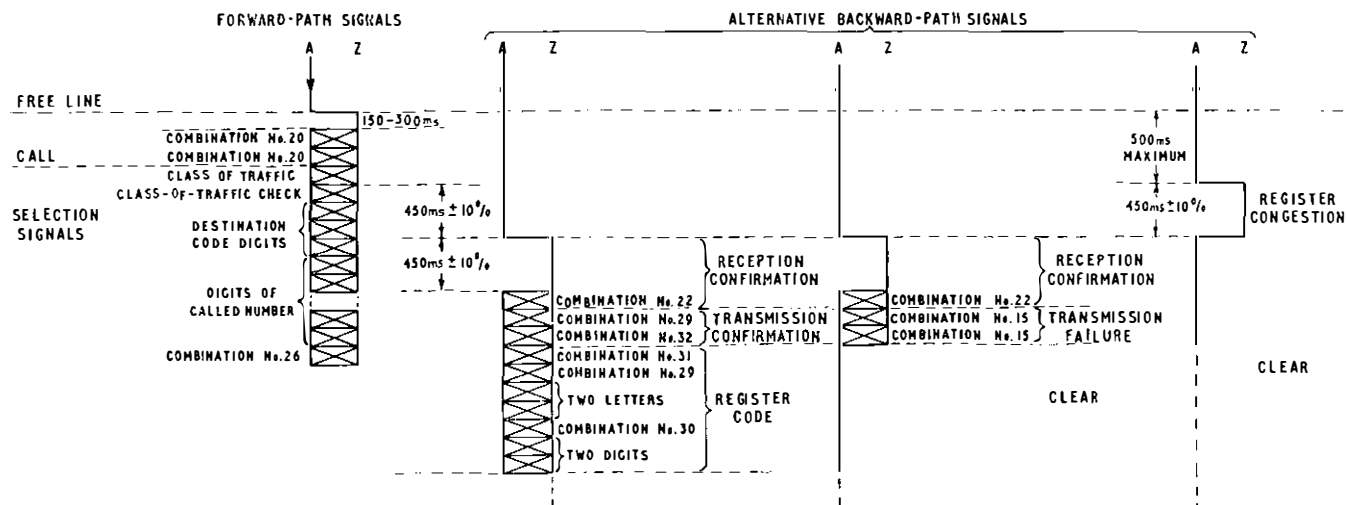 FORWARD-PATH SIGNALS
ALTERNATIVE BACKWARD-PATH SIGNALS
A Z
A Z
A Z
A Z
FREE LINE
150-300ms
COMBINATION No.20
CALL
COMBINATION No.20
CLASS OF TRAFFIC
CLASS-OF-TRAFFIC CHECK
SELECTION
SIGNALS
DESTINATION
CODE DIGITS
DIGITS OF
CALLED NUMBER
COMBINATION No.26
450ms ± 10%
450ms ± 10%
RECEPTION
CONFIRMATION
COMBINATION No.22
COMBINATION No.29
COMBINATION No.32
TRANSMISSION
CONFIRMATION
COMBINATION No.31
COMBINATION No.29
TWO LETTERS
COMBINATION No.30
TWO DIGITS
REGISTER
CODE
RECEPTION
CONFIRMATION
COMBINATION No.22
COMBINATION No.15
COMBINATION No.15
TRANSMISSION
FAILURE
CLEAR
500ms
MAXIMUM
450ms ± 10%
REGISTER
CONGESTION
CLEAR